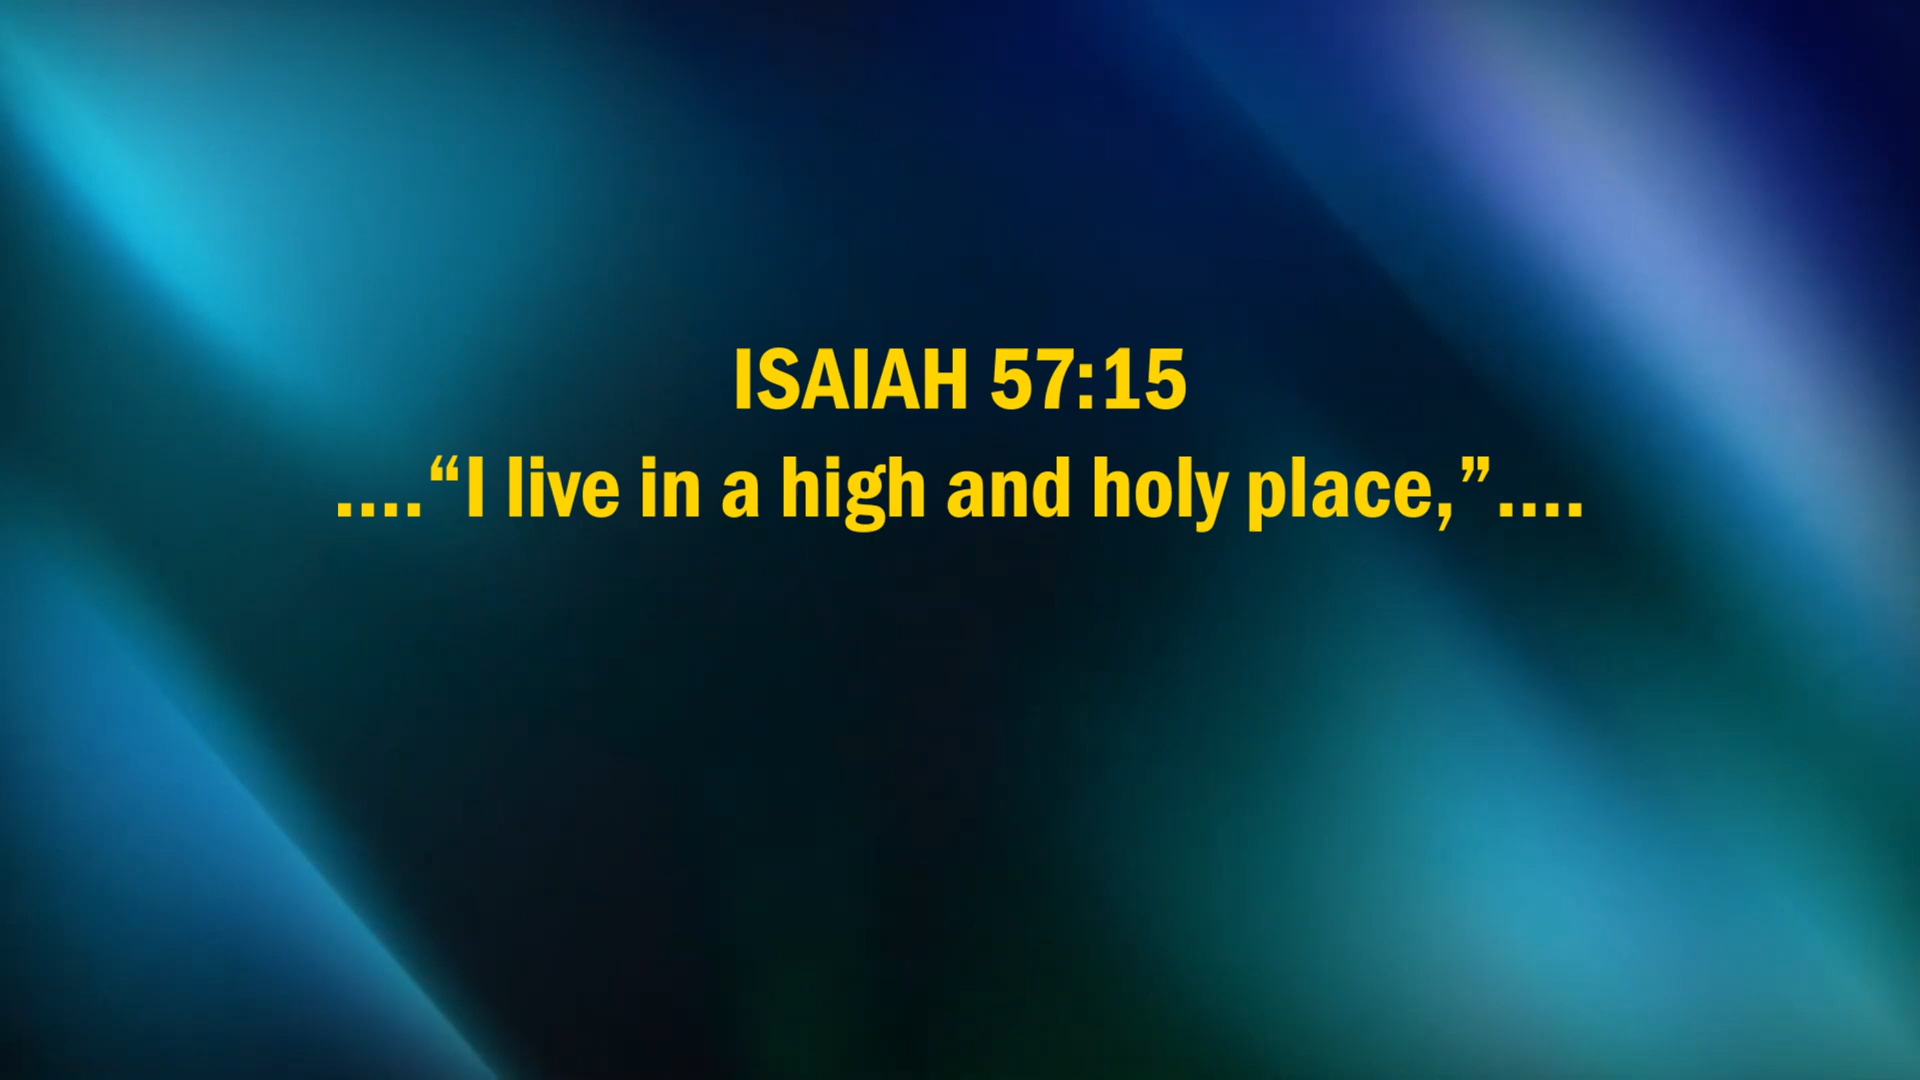 ISAIAH 57:15
....“I live in a high and holy place,”....